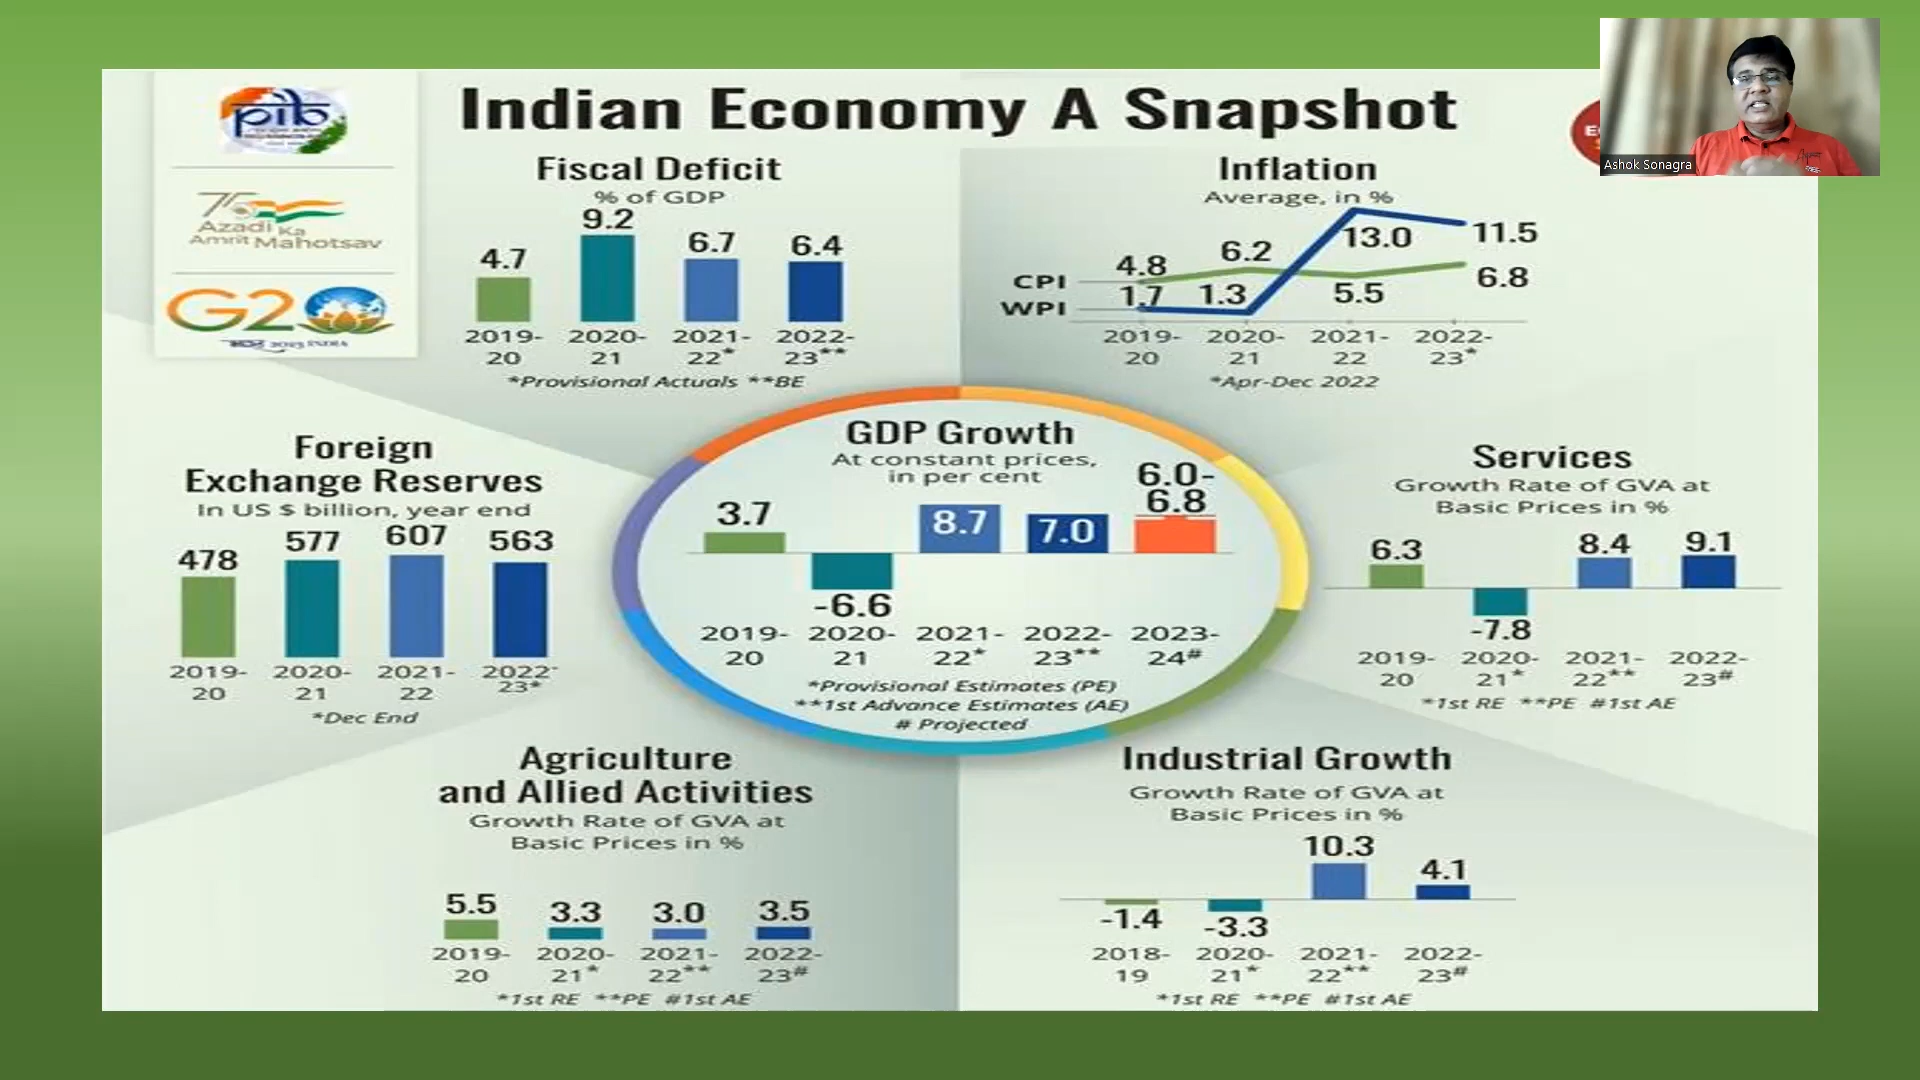 pib
75
Azadi Ka
Amrit Mahotsav
G20
2023 INDIA
Indian Economy A Snapshot
Ashok Sonagra
Fiscal Deficit
% of GDP
4.7
9.2
6.7
6.4
2019-20
2020-21
2021-22*
2022-23**
*Provisional Actuals **BE
Inflation
Average, in %
CPI
4.8
6.2
5.5
6.8
WPI
1.7
1.3
13.0
11.5
2019-20
2020-21
2021-22
2022-23*
*Apr-Dec 2022
Foreign
Exchange Reserves
In US $ billion, year end
478
577
607
563
2019-20
2020-21
2021-22
2022-23*
*Dec End
GDP Growth
At constant prices,
in per cent
3.7
-6.6
8.7
7.0
6.0-
6.8
2019-20
2020-21
2021-22*
2022-23**
2023-24#
*Provisional Estimates (PE)
**1st Advance Estimates (AE)
# Projected
Services
Growth Rate of GVA at
Basic Prices in %
6.3
-7.8
8.4
9.1
2019-20
2020-21*
2021-22**
2022-23#
*1st RE **PE #1st AE
Agriculture
and Allied Activities
Growth Rate of GVA at
Basic Prices in %
5.5
3.3
3.0
3.5
2019-20
2020-21*
2021-22**
2022-23#
*1st RE **PE #1st AE
Industrial Growth
Growth Rate of GVA at
Basic Prices in %
-1.4
-3.3
10.3
4.1
2018-19
2020-21*
2021-22**
2022-23#
*1st RE **PE #1st AE